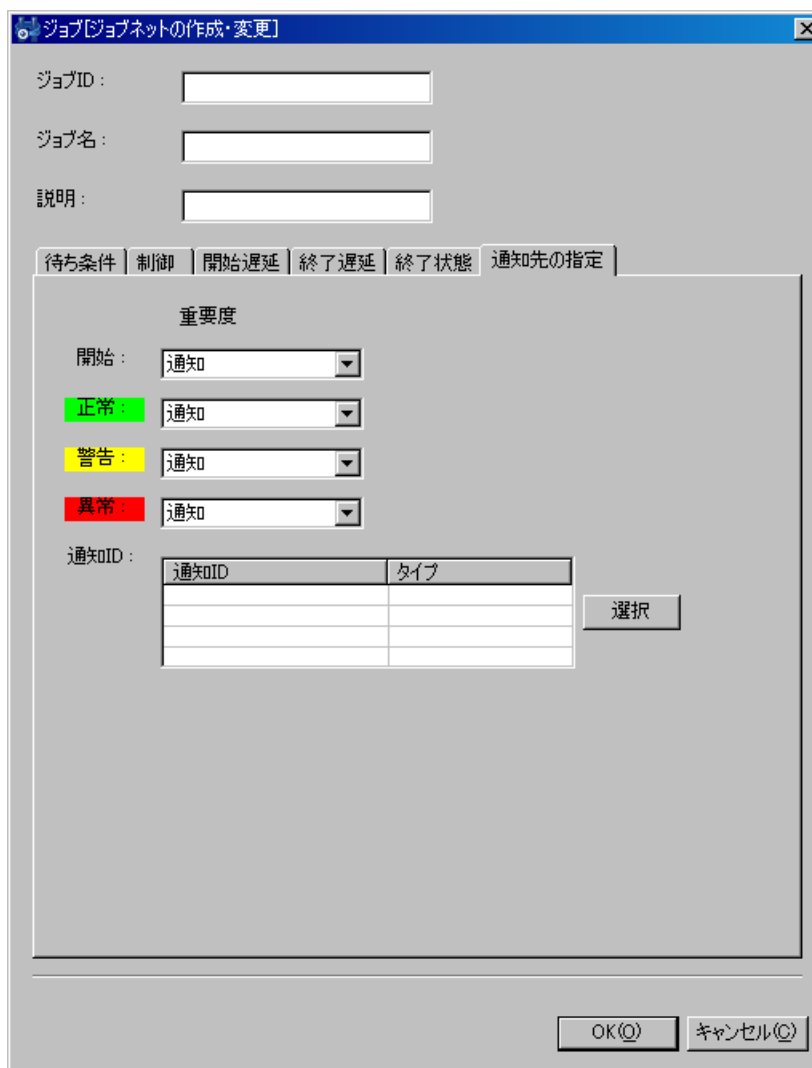 ジョブ[ジョブネットの作成・変更]
ジョブID :
ジョブ名 :
説明 :
待ち条件 制御 開始遅延 終了遅延 終了状態 通知先の指定
重要度
開始 : 通知
正常 : 通知
警告 : 通知
異常 : 通知
通知ID : 通知ID タイプ
選択
OK(O) キャンセル(C)